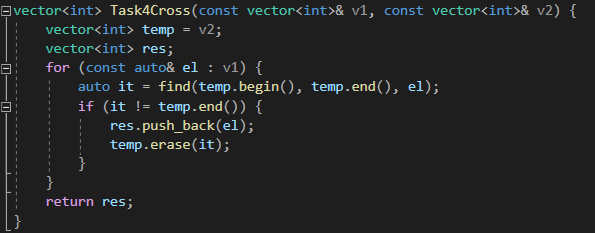 vector<int> Task4Cross(const vector<int>& v1, const vector<int>& v2) {
    vector<int> temp = v2;
    vector<int> res;
    for (const auto& el : v1) {
        auto it = find(temp.begin(), temp.end(), el);
        if (it != temp.end()) {
            res.push_back(el);
            temp.erase(it);
        }
    }
    return res;
}